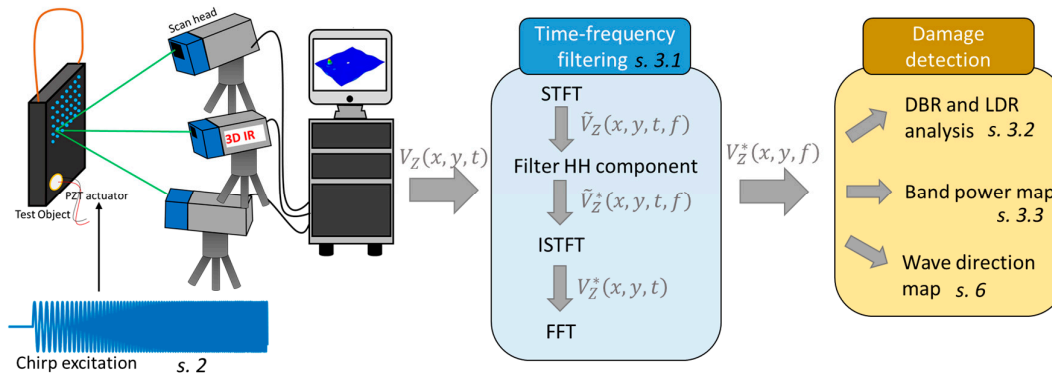 Scan head
3D IR
PZT actuator
Test Object
Chirp excitation s. 2
V_Z(x, y, t)
Time-frequency
filtering s. 3.1
STFT
Ṽ_Z(x, y, t, f)
Filter HH component
Ṽ_Z^*(x, y, t, f)
ISTFT
V_Z^*(x, y, t)
FFT
V_Z^*(x, y, f)
Damage
detection
DBR and LDR
analysis s. 3.2
Band power map
s. 3.3
Wave direction
map s. 6